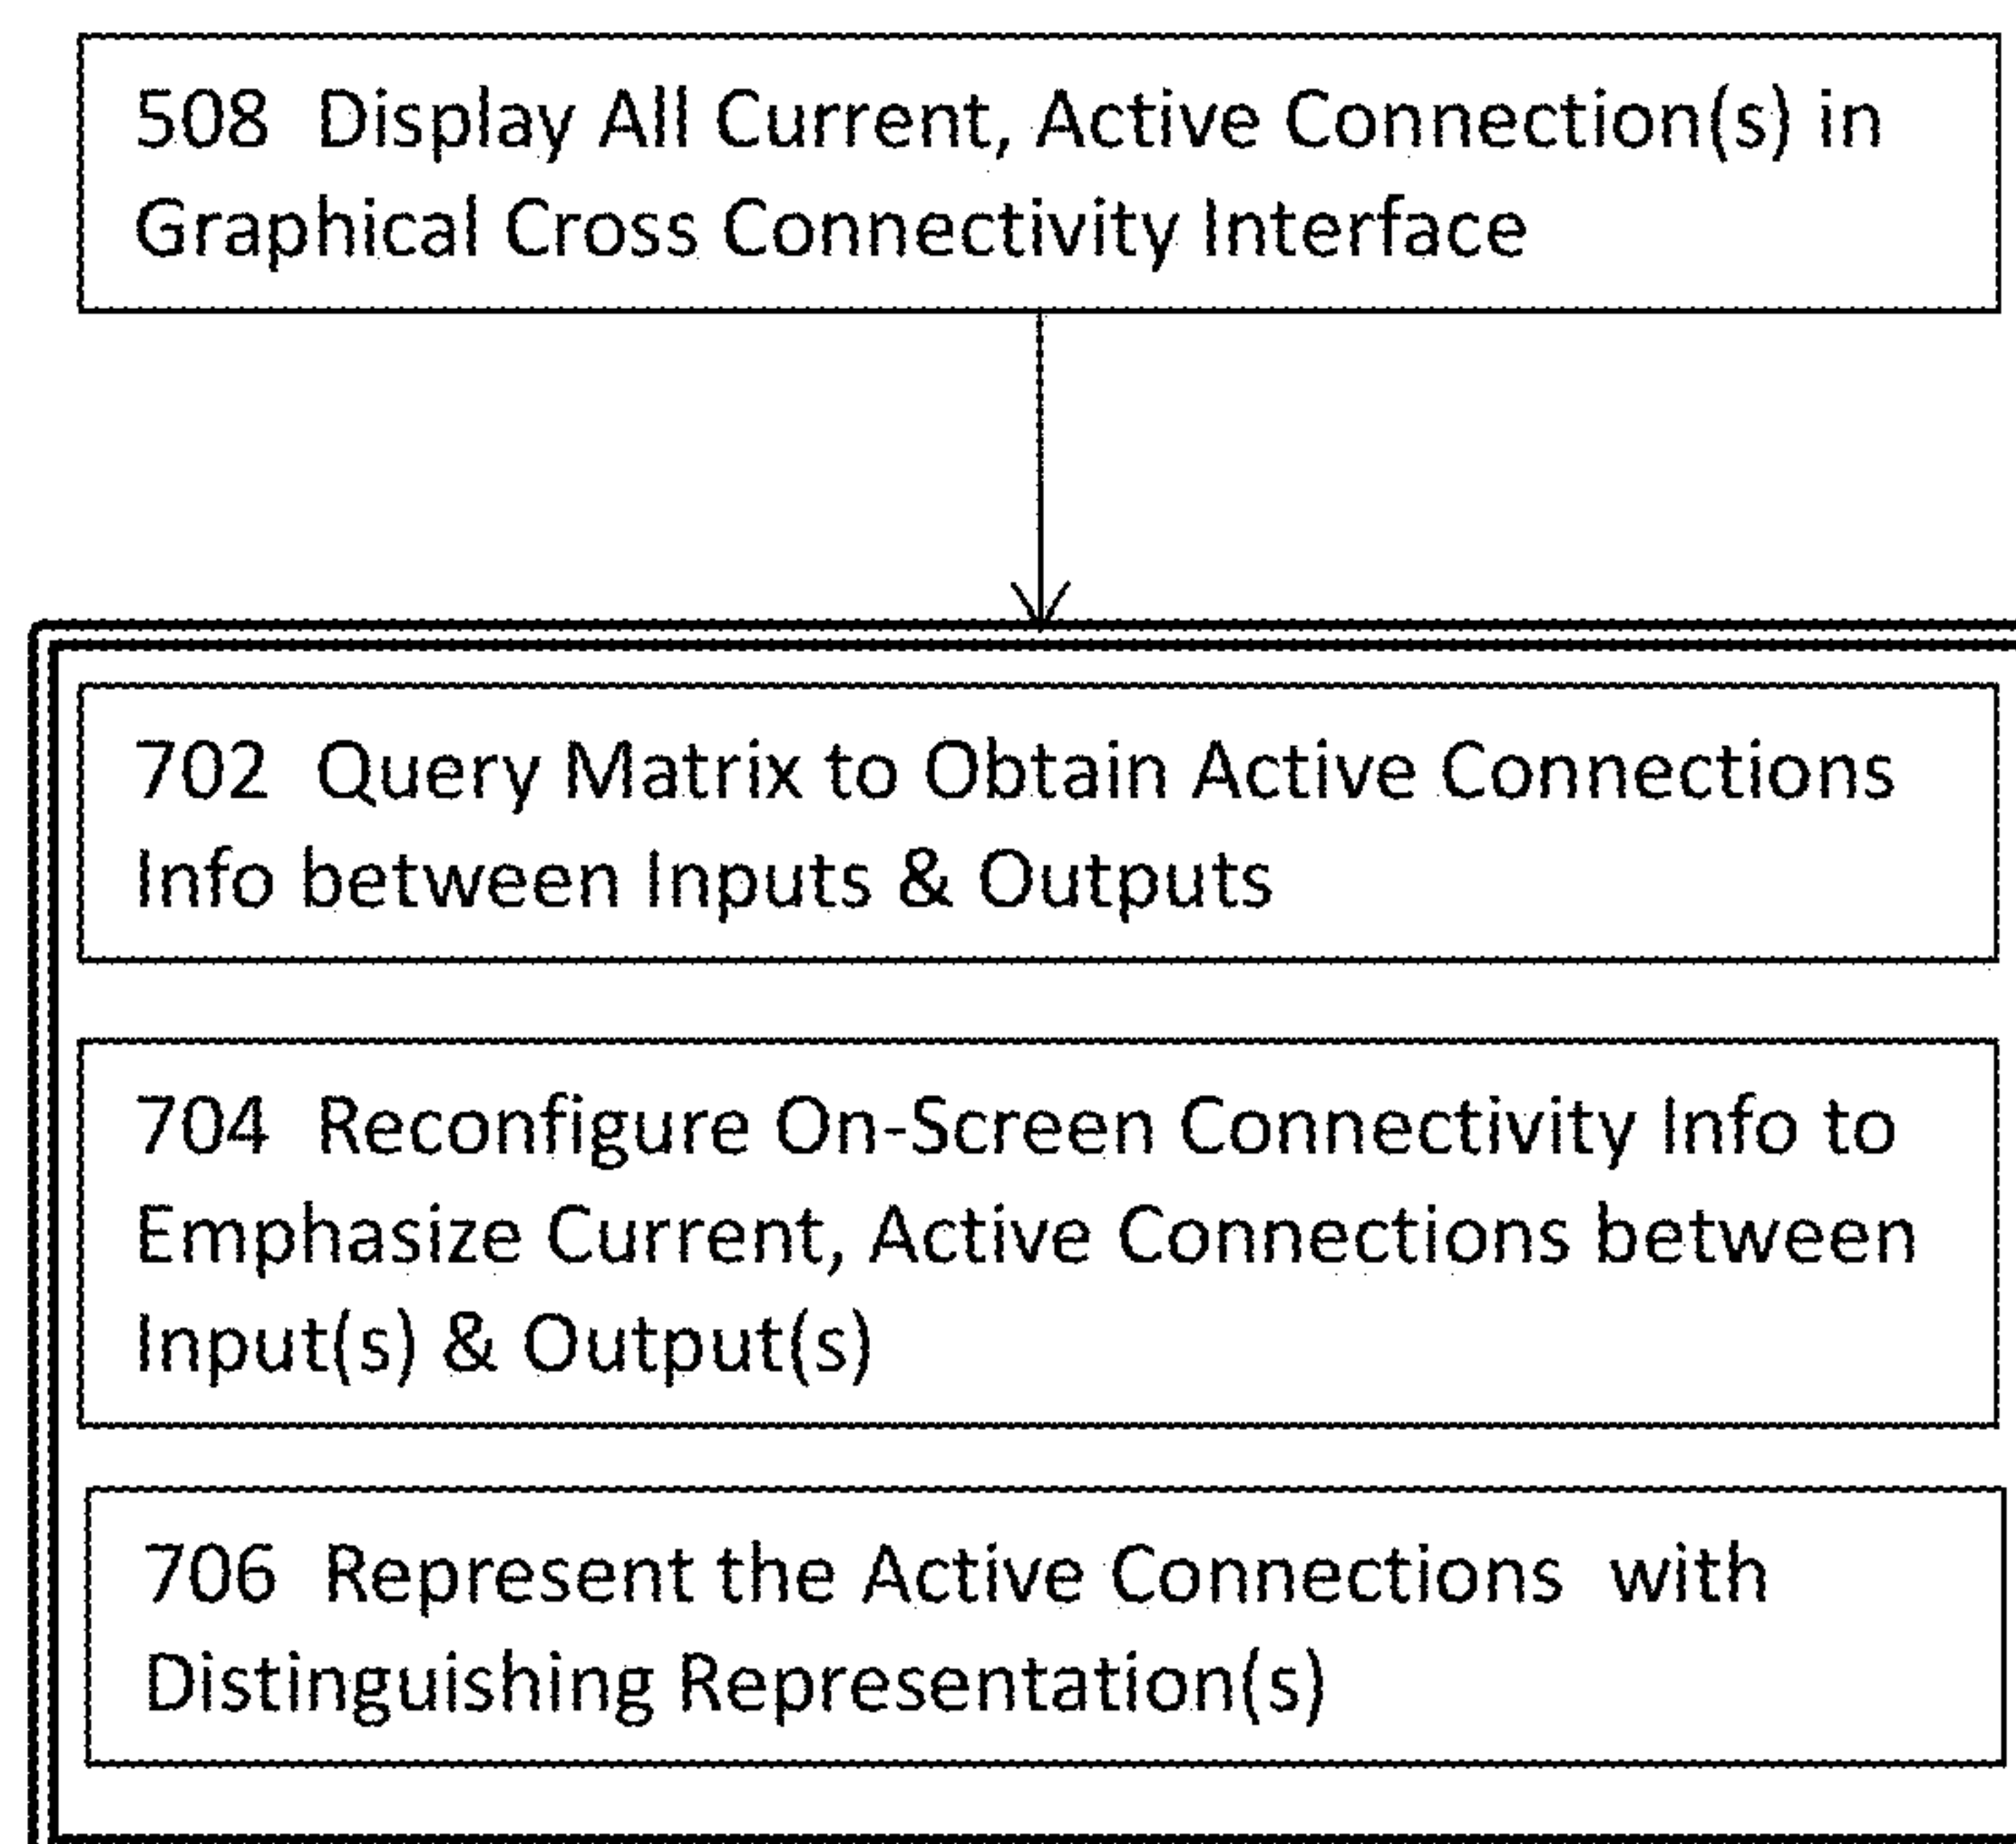 508 Display All Current, Active Connection(s) in
Graphical Cross Connectivity Interface
702 Query Matrix to Obtain Active Connections
Info between Inputs & Outputs
704 Reconfigure On-Screen Connectivity Info to
Emphasize Current, Active Connections between
Input(s) & Output(s)
706 Represent the Active Connections with
Distinguishing Representation(s)